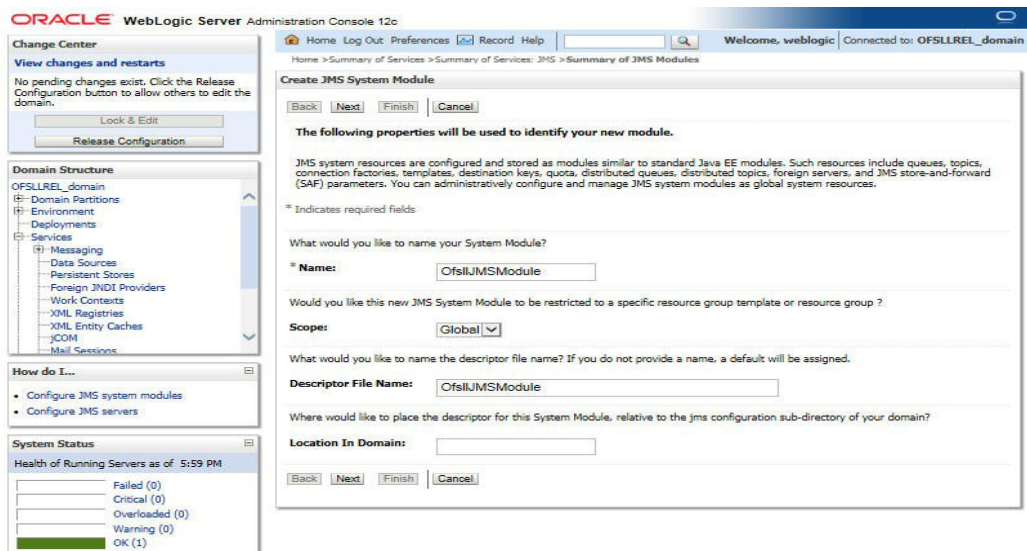 ORACLE WebLogic Server Administration Console 12c
Change Center
View changes and restarts
No pending changes exist. Click the Release
Configuration button to allow others to edit the
domain.
Lock & Edit
Release Configuration
Domain Structure
OFSLLREL_domain
Domain Partitions
Environment
Deployments
Services
Messaging
Data Sources
Persistent Stores
Foreign JNDI Providers
Work Contexts
XML Registries
XML Entity Caches
jCOM
Mail Sessions
How do I...
Configure JMS system modules
Configure JMS servers
System Status
Health of Running Servers as of 5:59 PM
Failed (0)
Critical (0)
Overloaded (0)
Warning (0)
OK (1)
Home Log Out Preferences Record Help
Welcome, weblogic Connected to: OFSLLREL_domain
Home >Summary of Services >Summary of Services: JMS >Summary of JMS Modules
Create JMS System Module
Back Next Finish Cancel
The following properties will be used to identify your new module.
JMS system resources are configured and stored as modules similar to standard Java EE modules. Such resources include queues, topics,
connection factories, templates, destination keys, quota, distributed queues, distributed topics, foreign servers, and JMS store-and-forward
(SAF) parameters. You can administratively configure and manage JMS system modules as global system resources.
* Indicates required fields
What would you like to name your System Module?
* Name: OfsllJMSModule
Would you like this new JMS System Module to be restricted to a specific resource group template or resource group ?
Scope: Global
What would you like to name the descriptor file name? If you do not provide a name, a default will be assigned.
Descriptor File Name: OfsllJMSModule
Where would like to place the descriptor for this System Module, relative to the jms configuration sub-directory of your domain?
Location In Domain:
Back Next Finish Cancel